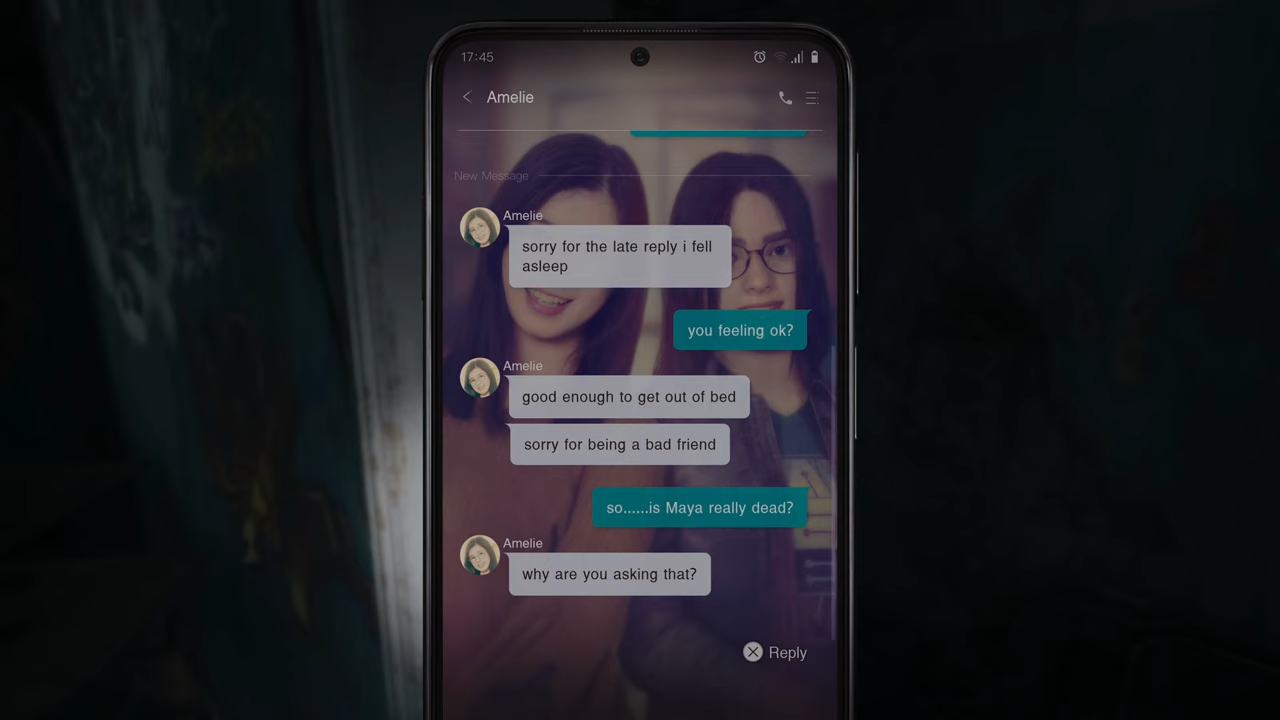 17:45
Amelie
New Message
Amelie
sorry for the late reply i fell
asleep
you feeling ok?
Amelie
good enough to get out of bed
sorry for being a bad friend
so......is Maya really dead?
Amelie
why are you asking that?
Reply